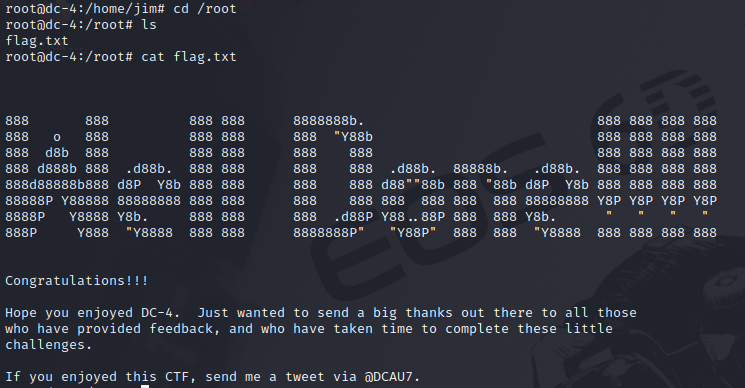 root@dc-4:/home/jim# cd /root
root@dc-4:/root# ls
flag.txt
root@dc-4:/root# cat flag.txt
888       888          888 888      8888888b.                             888 888 888 888
888   o   888          888 888      888  "Y88b                            888 888 888 888
888  d8b  888          888 888      888    888                            888 888 888 888
888 d888b 888  .d88b.  888 888      888    888  .d88b.  88888b.   .d88b.  888 888 888 888
888d88888b888 d8P  Y8b 888 888      888    888 d88""88b 888 "88b d8P  Y8b 888 888 888 888
88888P Y88888 88888888 888 888      888    888 888  888 888  888 88888888 Y8P Y8P Y8P Y8P
8888P   Y8888 Y8b.     888 888      888  .d88P Y88..88P 888  888 Y8b.      "   "   "   "
888P     Y888  "Y8888  888 888      8888888P"   "Y88P"  888  888  "Y8888  888 888 888 888
Congratulations!!!
Hope you enjoyed DC-4.  Just wanted to send a big thanks out there to all those
who have provided feedback, and who have taken time to complete these little
challenges.
If you enjoyed this CTF, send me a tweet via @DCAU7.